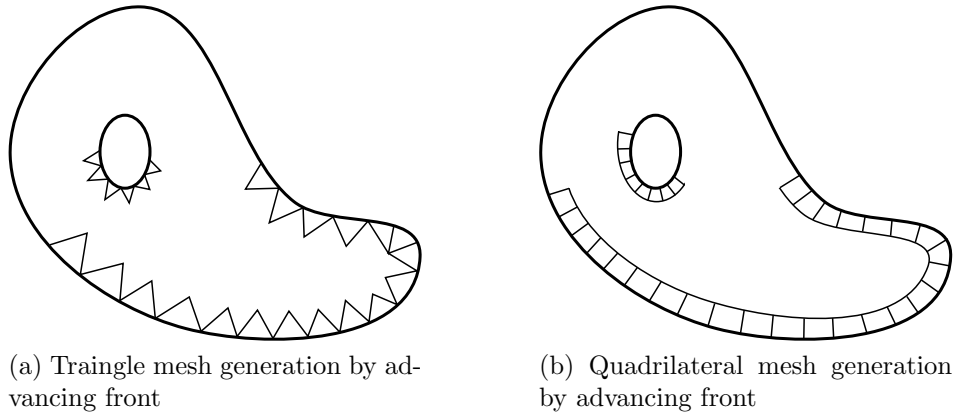 (a) Traingle mesh generation by ad-
vancing front
(b) Quadrilateral mesh generation
by advancing front